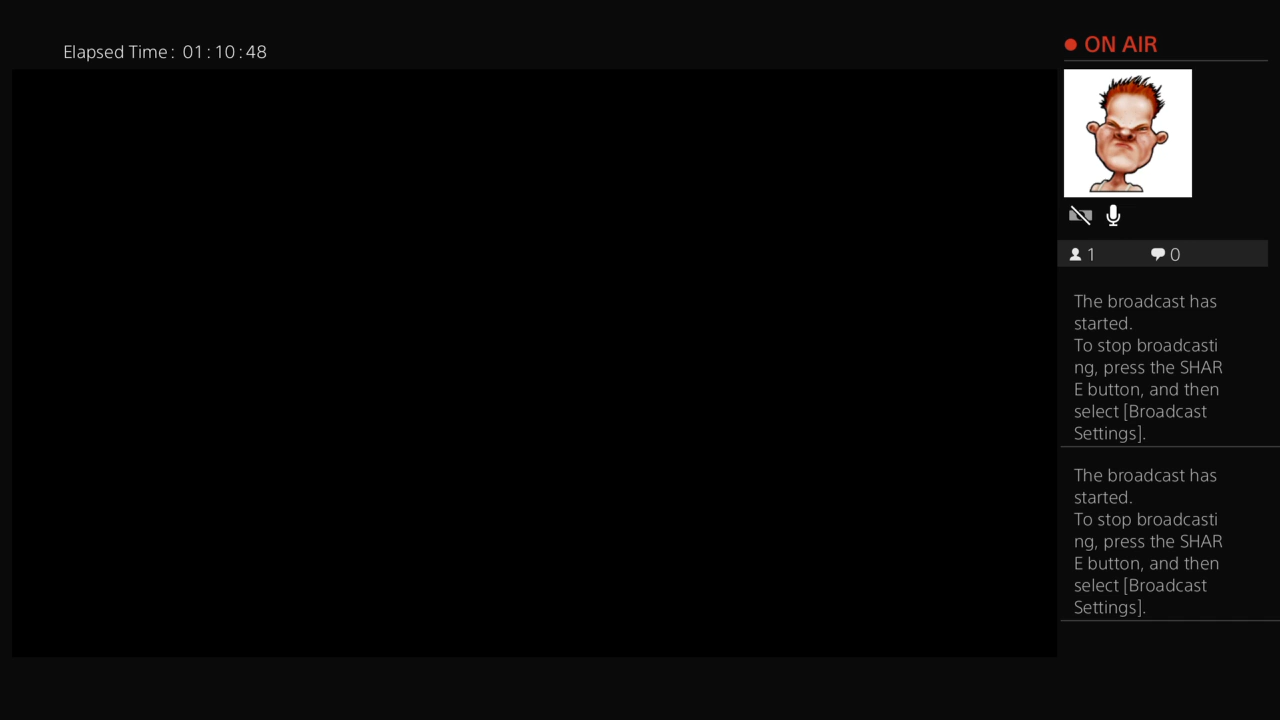 Elapsed Time: 01:10:48
ON AIR
1 0
The broadcast has
started.
To stop broadcasti
ng, press the SHAR
E button, and then
select [Broadcast
Settings].
The broadcast has
started.
To stop broadcasti
ng, press the SHAR
E button, and then
select [Broadcast
Settings].